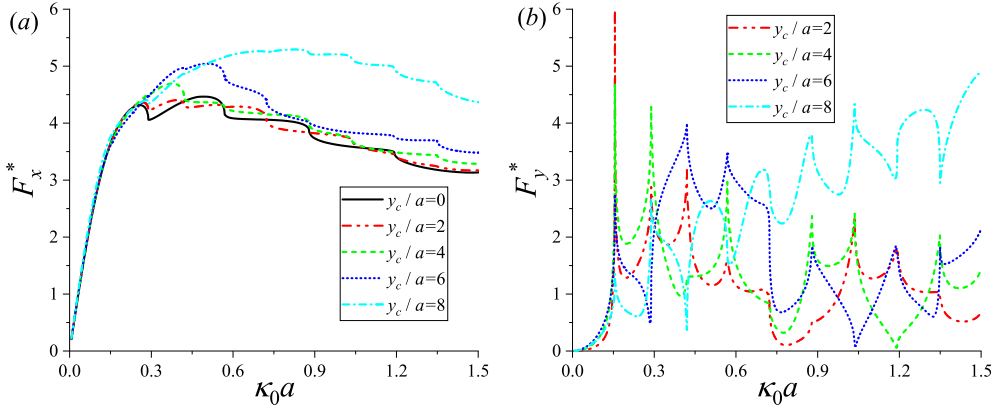 (a)
F*x
6
5
4
3
2
1
0
0.0 0.3 0.6 0.9 1.2 1.5
κ0a
yc / a=0
yc / a=2
yc / a=4
yc / a=6
yc / a=8
(b)
F*y
6
5
4
3
2
1
0
0.0 0.3 0.6 0.9 1.2 1.5
κ0a
yc / a=2
yc / a=4
yc / a=6
yc / a=8